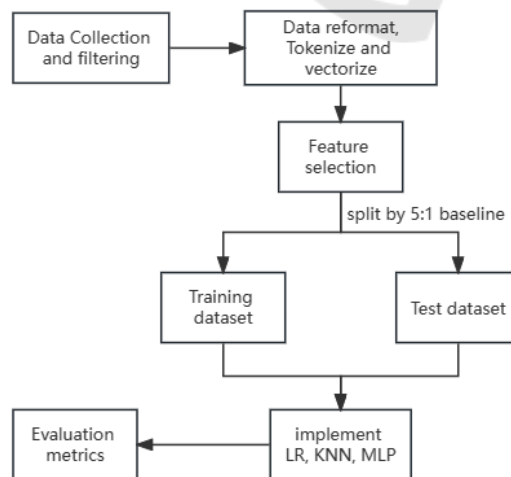 Data Collection
and filtering
Data reformat,
Tokenize and
vectorize
Feature
selection
split by 5:1 baseline
Training
dataset
Test dataset
Evaluation
metrics
implement
LR, KNN, MLP